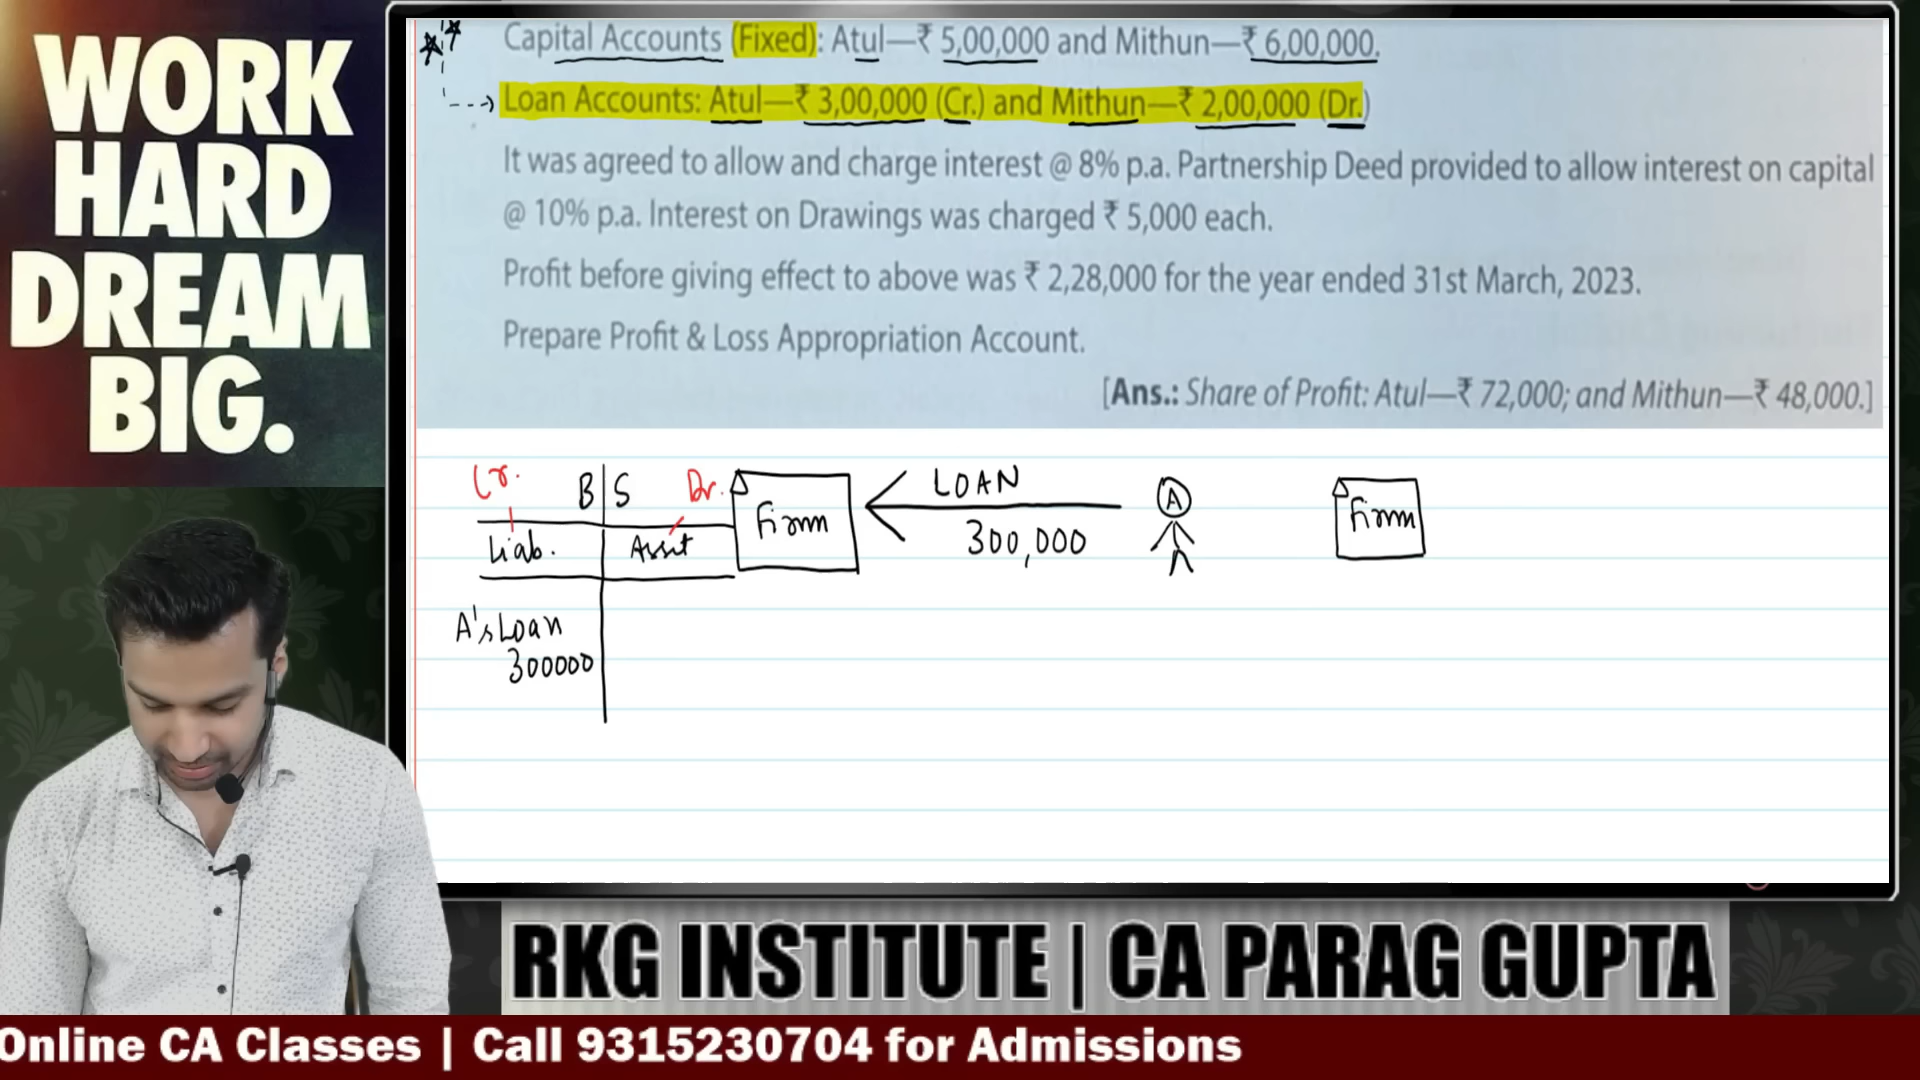 WORK
HARD
DREAM
BIG.
Capital Accounts (Fixed): Atul—₹ 5,00,000 and Mithun—₹ 6,00,000.
Loan Accounts: Atul—₹ 3,00,000 (Cr.) and Mithun—₹ 2,00,000 (Dr.)
It was agreed to allow and charge interest @ 8% p.a. Partnership Deed provided to allow interest on capital
@ 10% p.a. Interest on Drawings was charged ₹ 5,000 each.
Profit before giving effect to above was ₹ 2,28,000 for the year ended 31st March, 2023.
Prepare Profit & Loss Appropriation Account.
[Ans.: Share of Profit: Atul—₹ 72,000; and Mithun—₹ 48,000.]
Cr. B S Dr.
Liab. Asset
A's Loan
300000
Firm
LOAN
300,000
A
Firm
RKG INSTITUTE | CA PARAG GUPTA
Online CA Classes | Call 9315230704 for Admissions